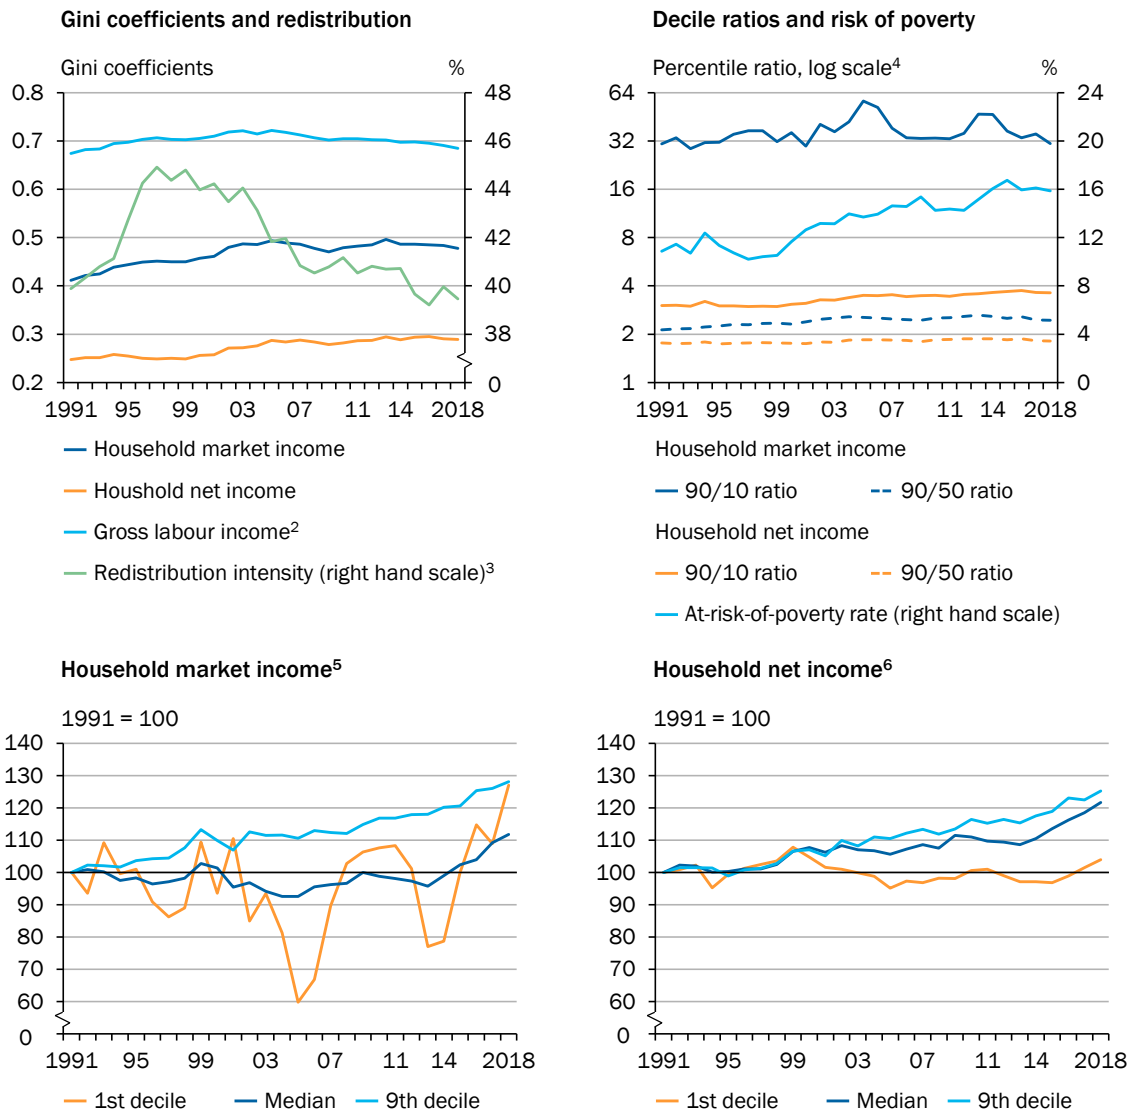 Gini coefficients and redistribution
Gini coefficients %
0.8 48
0.7 46
0.6 44
0.5 42
0.4 40
0.3 38
0.2 0
1991 95 99 03 07 11 14 2018
Household market income
Houshold net income
Gross labour income²
Redistribution intensity (right hand scale)³
Decile ratios and risk of poverty
Percentile ratio, log scale⁴ %
64 24
32 20
16 16
8 12
4 8
2 4
1 0
1991 95 99 03 07 11 14 2018
Household market income
90/10 ratio 90/50 ratio
Household net income
90/10 ratio 90/50 ratio
At-risk-of-poverty rate (right hand scale)
Household market income⁵
1991 = 100
140
130
120
110
100
90
80
70
60
0
1991 95 99 03 07 11 14 2018
1st decile Median 9th decile
Household net income⁶
1991 = 100
140
130
120
110
100
90
80
70
60
0
1991 95 99 03 07 11 14 2018
1st decile Median 9th decile